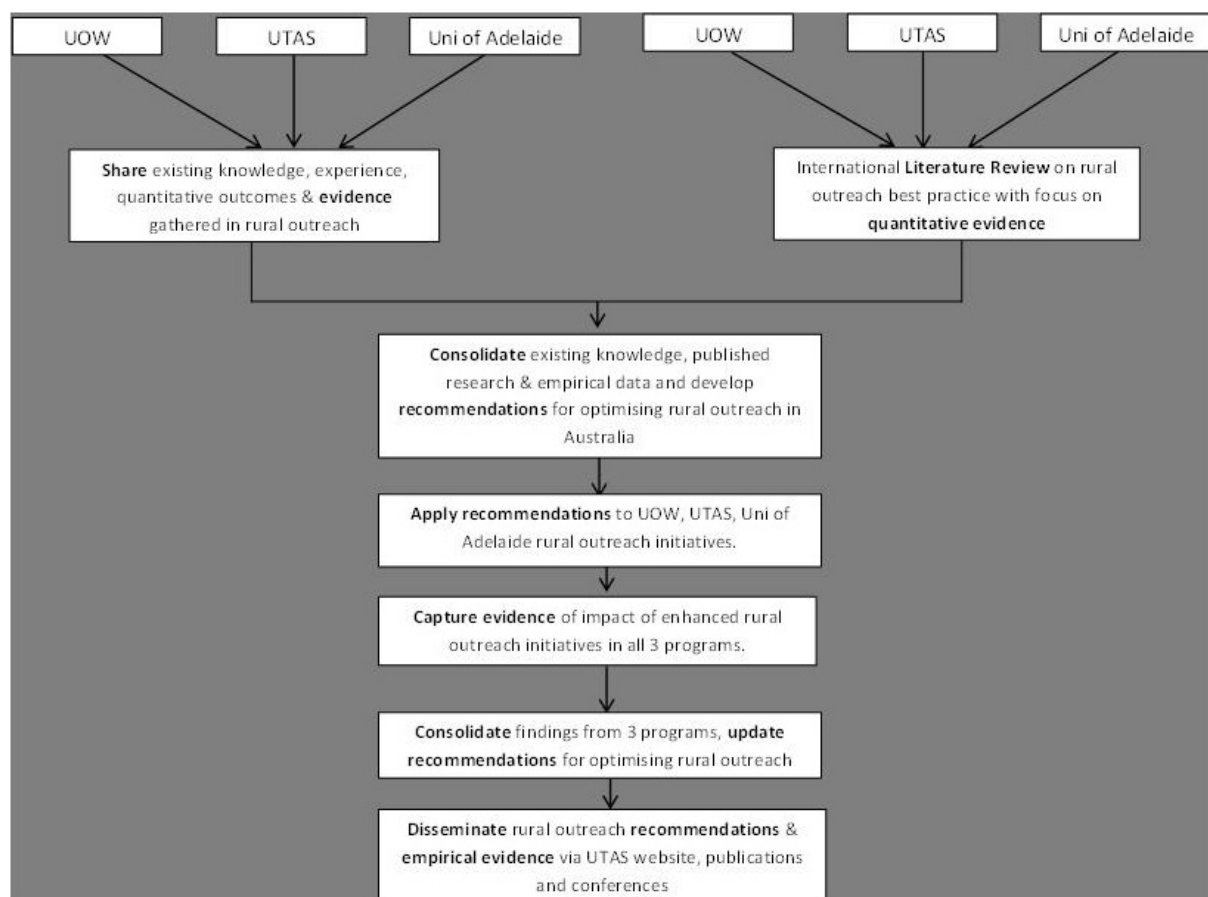 UOW
UTAS
Uni of Adelaide
UOW
UTAS
Uni of Adelaide
Share existing knowledge, experience,
quantitative outcomes & evidence
gathered in rural outreach
International Literature Review on rural
outreach best practice with focus on
quantitative evidence
Consolidate existing knowledge, published
research & empirical data and develop
recommendations for optimising rural outreach in
Australia
Apply recommendations to UOW, UTAS, Uni of
Adelaide rural outreach initiatives.
Capture evidence of impact of enhanced rural
outreach initiatives in all 3 programs.
Consolidate findings from 3 programs, update
recommendations for optimising rural outreach
Disseminate rural outreach recommendations &
empirical evidence via UTAS website, publications
and conferences